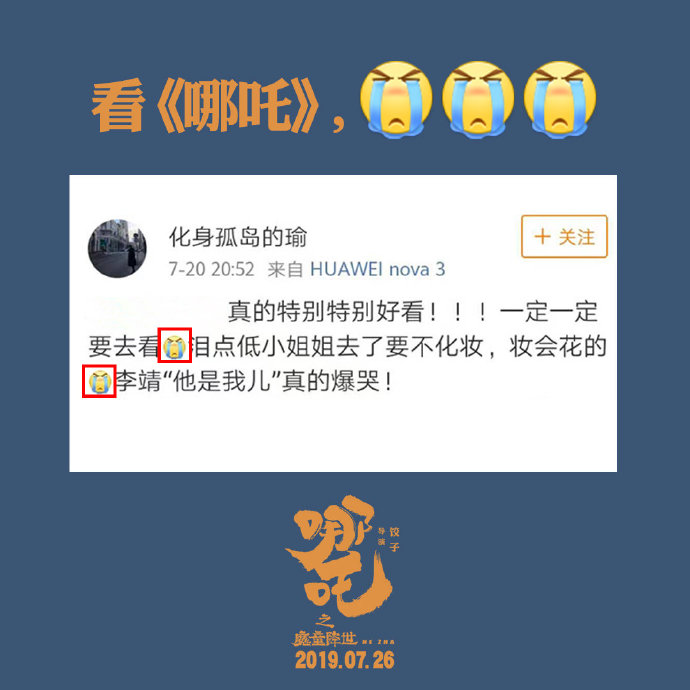 看《哪吒》,😭😭😭
化身孤岛的瑜
+ 关注
7-20 20:52 来自 HUAWEI nova 3
真的特别特别好看！！！一定一定
要去看😭泪点低小姐姐去了要不化妆，妆会花的
😭李靖“他是我儿”真的爆哭！
哪吒
导演 饺子
之
魔童降世 NE ZHA
2019.07.26